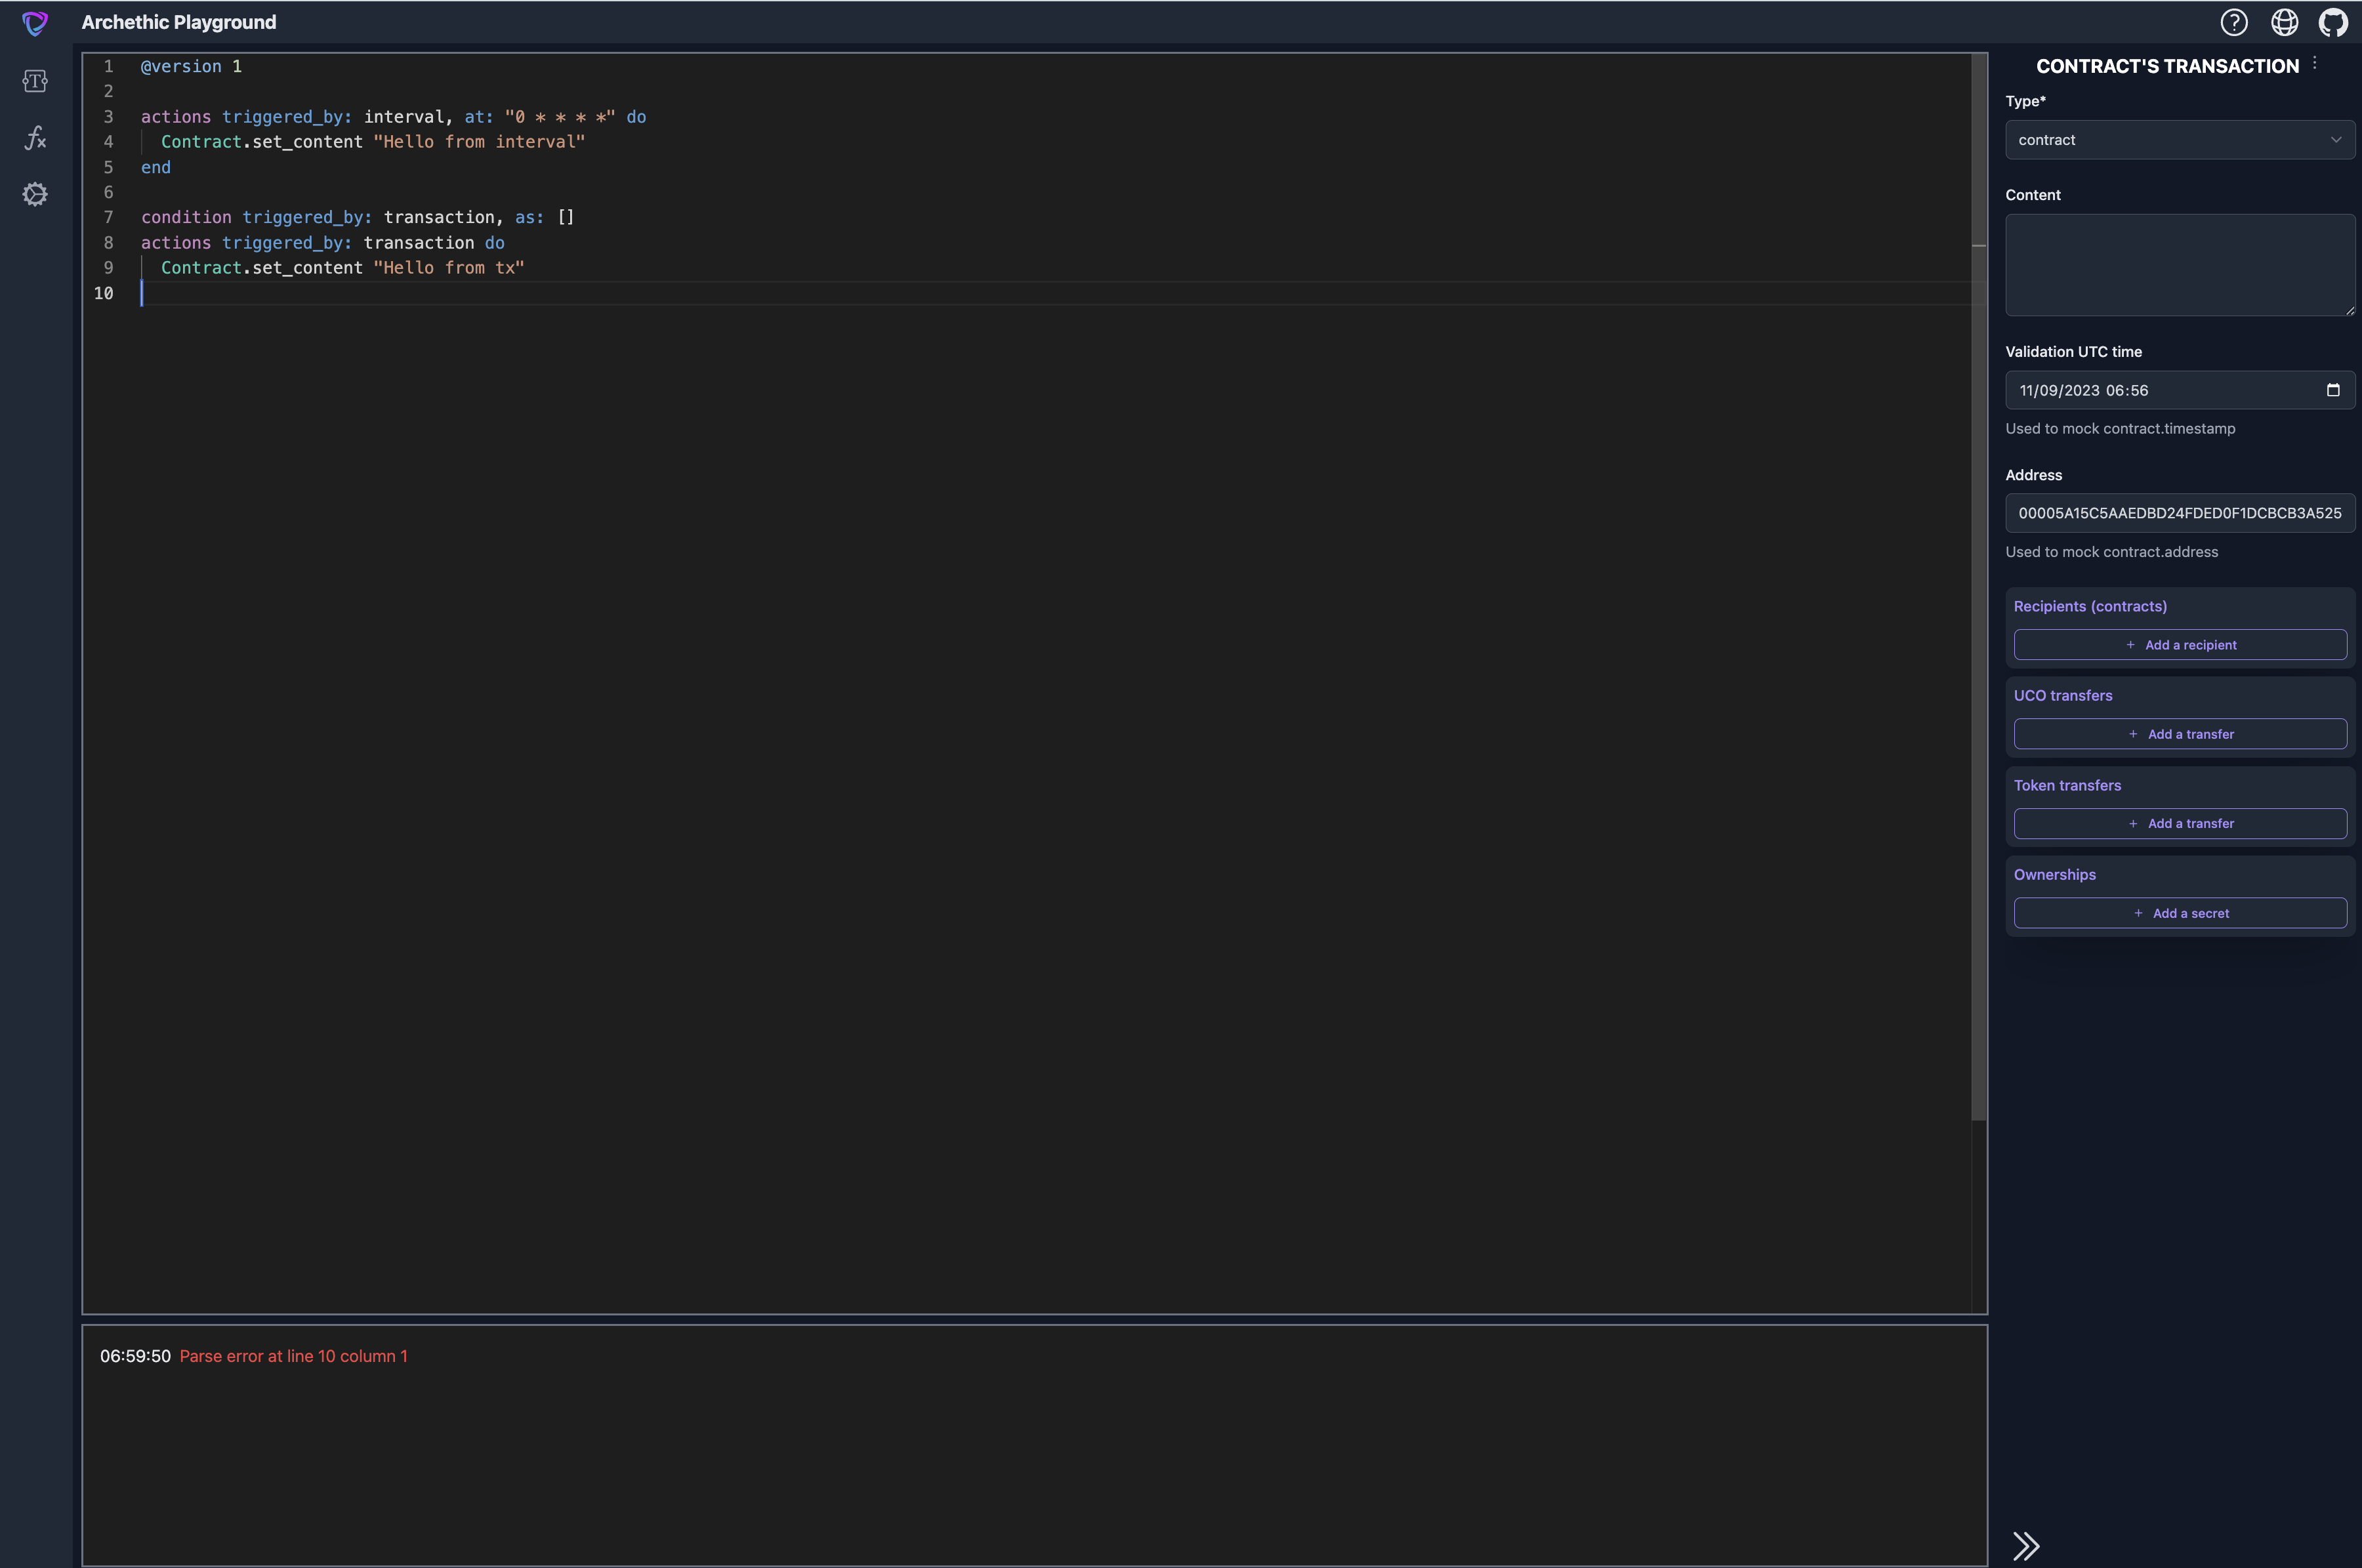 Archethic Playground
1 @version 1
2
3 actions triggered_by: interval, at: "0 * * * *" do
4 Contract.set_content "Hello from interval"
5 end
6
7 condition triggered_by: transaction, as: []
8 actions triggered_by: transaction do
9 Contract.set_content "Hello from tx"
10
06:59:50 Parse error at line 10 column 1
CONTRACT'S TRANSACTION
Type*
contract
Content
Validation UTC time
11/09/2023 06:56
Used to mock contract.timestamp
Address
00005A15C5AAEDBD24FDED0F1DCBCB3A525
Used to mock contract.address
Recipients (contracts)
+ Add a recipient
UCO transfers
+ Add a transfer
Token transfers
+ Add a transfer
Ownerships
+ Add a secret